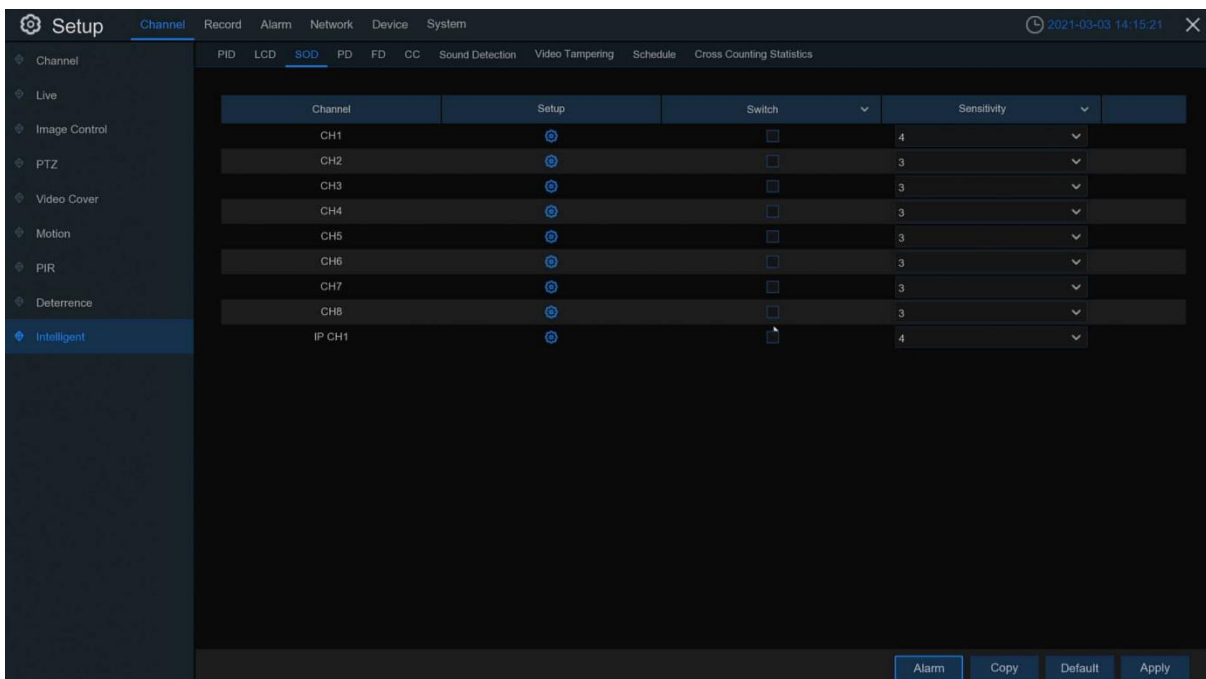 Setup Channel Record Alarm Network Device System 2021-03-03 14:15:21
Channel
Live
Image Control
PTZ
Video Cover
Motion
PIR
Deterrence
Intelligent
PID LCD SOD PD FD CC Sound Detection Video Tampering Schedule Cross Counting Statistics
Channel Setup Switch Sensitivity
CH1 4
CH2 3
CH3 3
CH4 3
CH5 3
CH6 3
CH7 3
CH8 3
IP CH1 4
Alarm Copy Default Apply